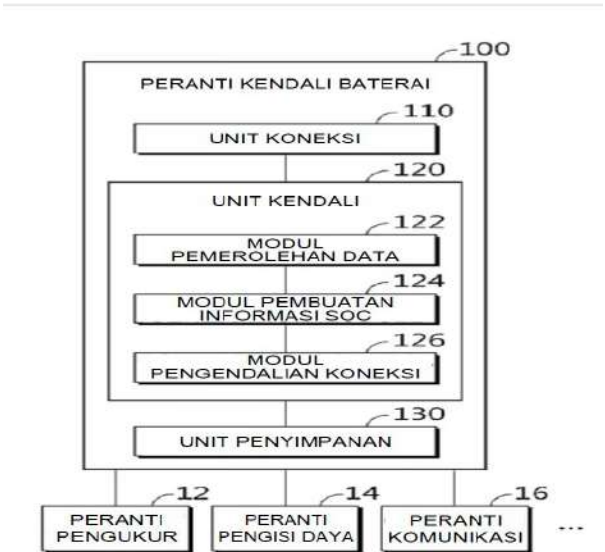 100
PERANTI KENDALI BATERAI
110
UNIT KONEKSI
120
UNIT KENDALI
122
MODUL
PEMEROLEHAN DATA
124
MODUL PEMBUATAN
INFORMASI SOC
126
MODUL
PENGENDALIAN KONEKSI
130
UNIT PENYIMPANAN
12
PERANTI
PENGUKUR
14
PERANTI
PENGISI DAYA
16
PERANTI
KOMUNIKASI
...